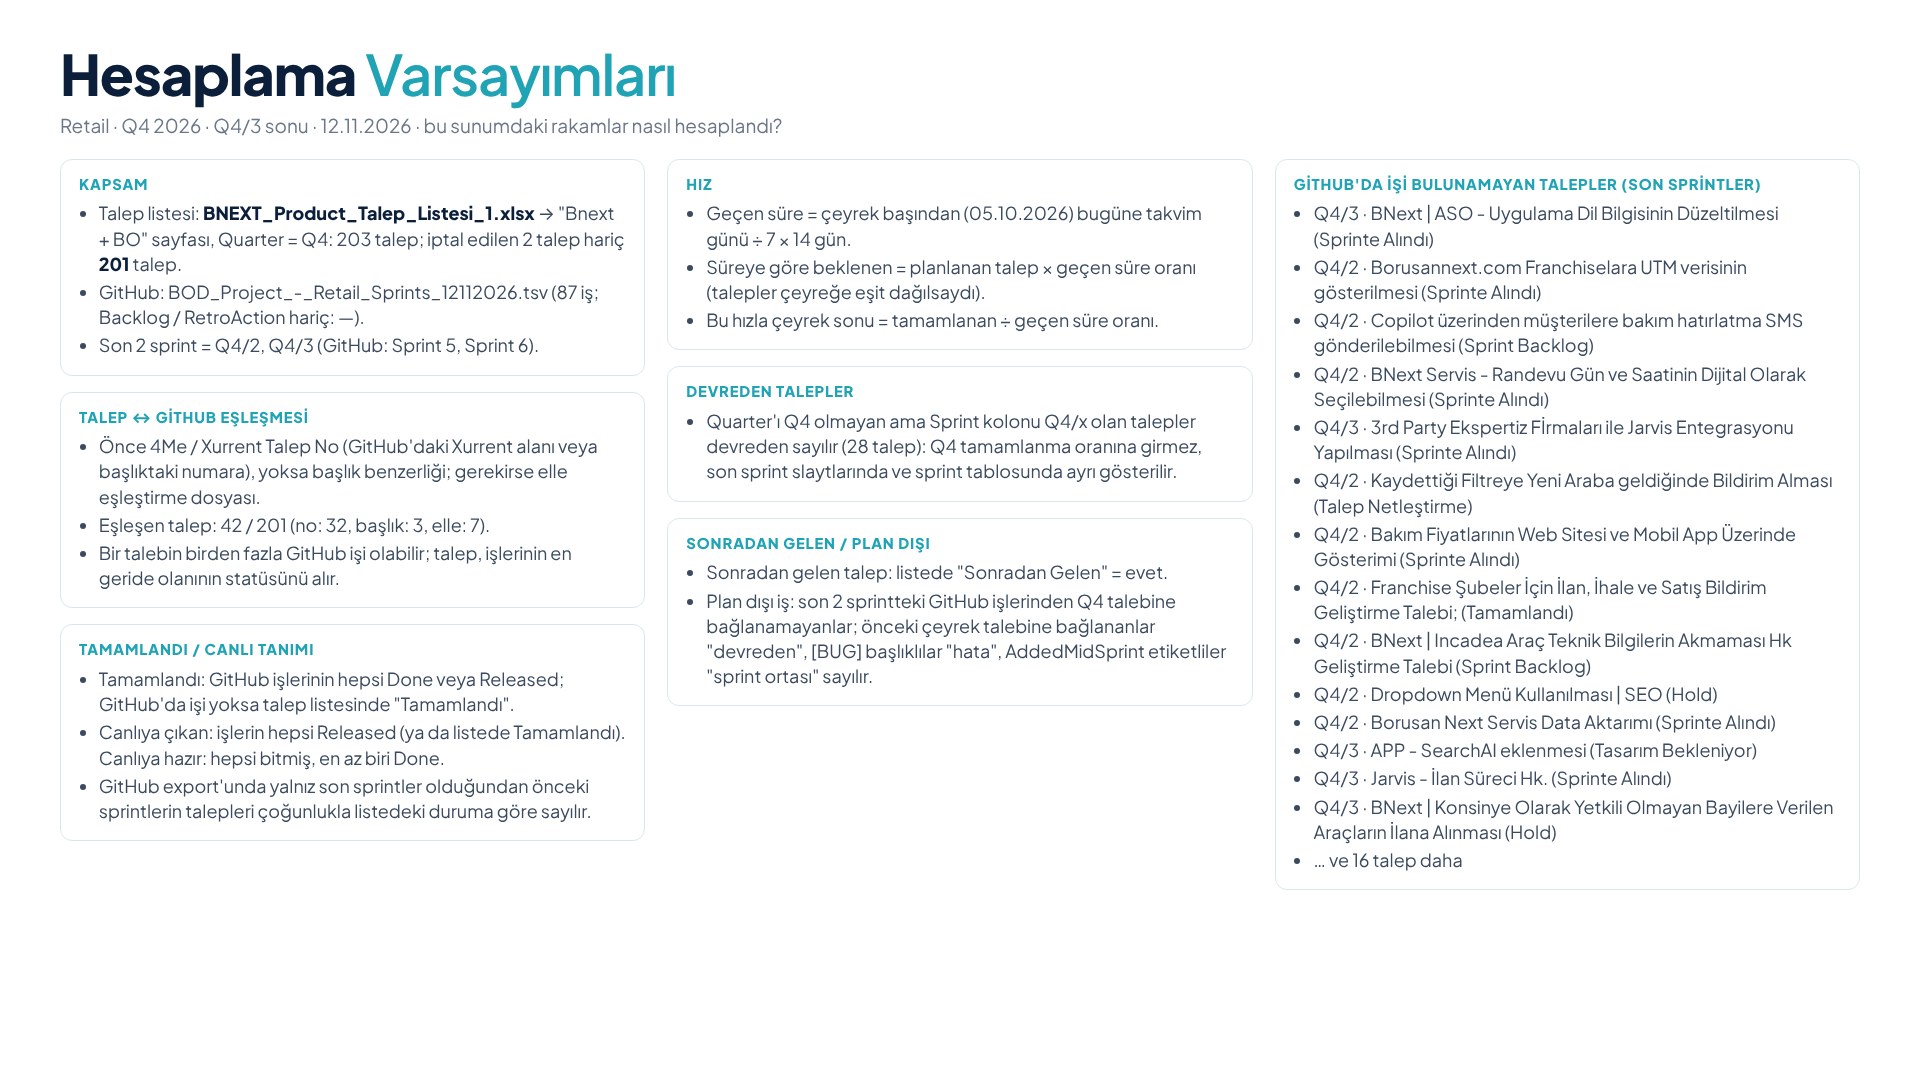 Hesaplama Varsayımları
Retail · Q4 2026 · Q4/3 sonu · 12.11.2026 · bu sunumdaki rakamlar nasıl hesaplandı?
KAPSAM
• Talep listesi: BNEXT_Product_Talep_Listesi_1.xlsx → "Bnext
+ BO" sayfası, Quarter = Q4: 203 talep; iptal edilen 2 talep hariç
201 talep.
• GitHub: BOD_Project_-_Retail_Sprints_12112026.tsv (87 iş;
Backlog / RetroAction hariç: —).
• Son 2 sprint = Q4/2, Q4/3 (GitHub: Sprint 5, Sprint 6).
TALEP ↔ GİTHUB EŞLEŞMESİ
• Önce 4Me / Xurrent Talep No (GitHub'daki Xurrent alanı veya
başlıktaki numara), yoksa başlık benzerliği; gerekirse elle
eşleştirme dosyası.
• Eşleşen talep: 42 / 201 (no: 32, başlık: 3, elle: 7).
• Bir talebin birden fazla GitHub işi olabilir; talep, işlerinin en
geride olanının statüsünü alır.
TAMAMLANDI / CANLI TANIMI
• Tamamlandı: GitHub işlerinin hepsi Done veya Released;
GitHub'da işi yoksa talep listesinde "Tamamlandı".
• Canlıya çıkan: işlerin hepsi Released (ya da listede Tamamlandı).
Canlıya hazır: hepsi bitmiş, en az biri Done.
• GitHub export'unda yalnız son sprintler olduğundan önceki
sprintlerin talepleri çoğunlukla listedeki duruma göre sayılır.
HIZ
• Geçen süre = çeyrek başından (05.10.2026) bugüne takvim
günü ÷ 7 × 14 gün.
• Süreye göre beklenen = planlanan talep × geçen süre oranı
(talepler çeyreğe eşit dağılsaydı).
• Bu hızla çeyrek sonu = tamamlanan ÷ geçen süre oranı.
DEVREDEN TALEPLER
• Quarter'ı Q4 olmayan ama Sprint kolonu Q4/x olan talepler
devreden sayılır (28 talep): Q4 tamamlanma oranına girmez,
son sprint slaytlarında ve sprint tablosunda ayrı gösterilir.
SONRADAN GELEN / PLAN DIŞI
• Sonradan gelen talep: listede "Sonradan Gelen" = evet.
• Plan dışı iş: son 2 sprintteki GitHub işlerinden Q4 talebine
bağlanamayanlar; önceki çeyrek talebine bağlananlar
"devreden", [BUG] başlıklılar "hata", AddedMidSprint etiketliler
"sprint ortası" sayılır.
GİTHUB'DA İŞİ BULUNAMAYAN TALEPLER (SON SPRİNTLER)
• Q4/3 · BNext | ASO - Uygulama Dil Bilgisinin Düzeltilmesi
(Sprinte Alındı)
• Q4/2 · Borusannext.com Franchiselara UTM verisinin
gösterilmesi (Sprinte Alındı)
• Q4/2 · Copilot üzerinden müşterilere bakım hatırlatma SMS
gönderilebilmesi (Sprint Backlog)
• Q4/2 · BNext Servis - Randevu Gün ve Saatinin Dijital Olarak
Seçilebilmesi (Sprinte Alındı)
• Q4/3 · 3rd Party Ekspertiz Fİrmaları ile Jarvis Entegrasyonu
Yapılması (Sprinte Alındı)
• Q4/2 · Kaydettiği Filtreye Yeni Araba geldiğinde Bildirim Alması
(Talep Netleştirme)
• Q4/2 · Bakım Fiyatlarının Web Sitesi ve Mobil App Üzerinde
Gösterimi (Sprinte Alındı)
• Q4/2 · Franchise Şubeler İçin İlan, İhale ve Satış Bildirim
Geliştirme Talebi; (Tamamlandı)
• Q4/2 · BNext | Incadea Araç Teknik Bilgilerin Akmaması Hk
Geliştirme Talebi (Sprint Backlog)
• Q4/2 · Dropdown Menü Kullanılması | SEO (Hold)
• Q4/2 · Borusan Next Servis Data Aktarımı (Sprinte Alındı)
• Q4/3 · APP - SearchAI eklenmesi (Tasarım Bekleniyor)
• Q4/3 · Jarvis - İlan Süreci Hk. (Sprinte Alındı)
• Q4/3 · BNext | Konsinye Olarak Yetkili Olmayan Bayilere Verilen
Araçların İlana Alınması (Hold)
• … ve 16 talep daha